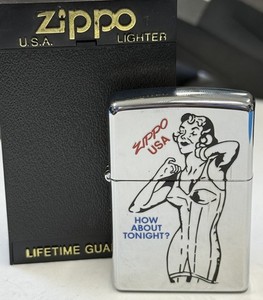 zippo
U.S.A. LIGHTER
zippo
USA
HOW
ABOUT
TONIGHT?
LIFETIME GUA